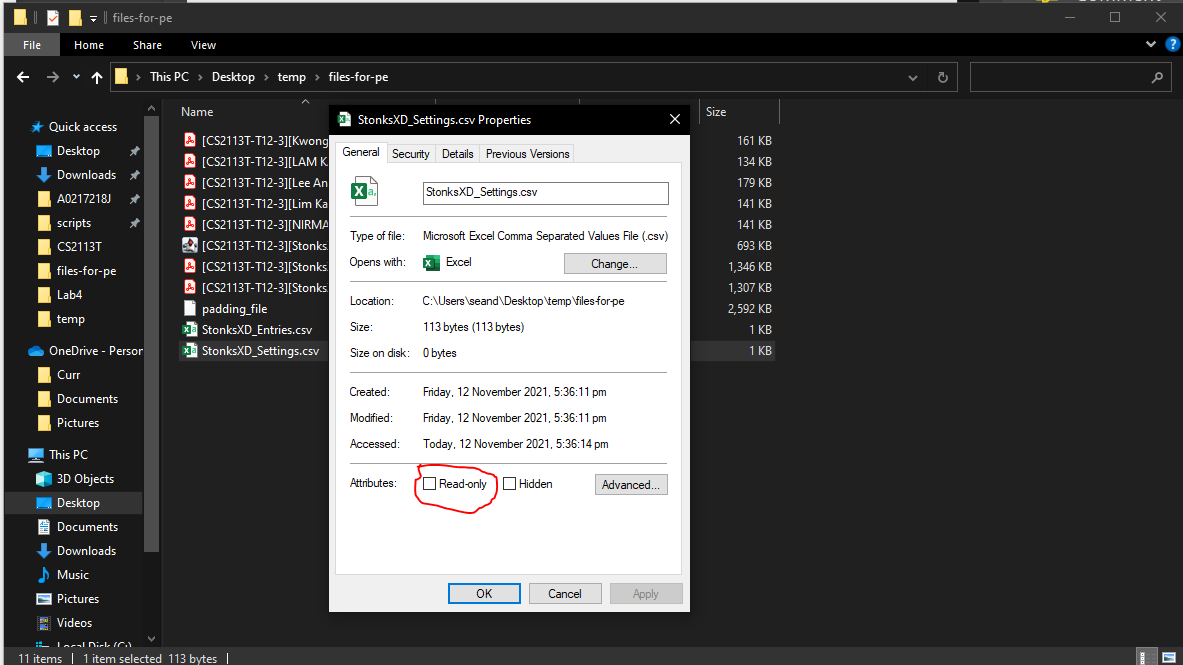 Comment
files-for-pe
File Home Share View
This PC Desktop temp files-for-pe
Name Size
Quick access
Desktop
Downloads
A0217218J
scripts
CS2113T
files-for-pe
Lab4
temp
OneDrive - Person
Curr
Documents
Pictures
This PC
3D Objects
Desktop
Documents
Downloads
Music
Pictures
Videos
Local Disk (C:)
[CS2113T-T12-3][Kwong 161 KB
[CS2113T-T12-3][LAM K 134 KB
[CS2113T-T12-3][Lee An 179 KB
[CS2113T-T12-3][Lim Ka 141 KB
[CS2113T-T12-3][NIRMA 141 KB
[CS2113T-T12-3][Stonks 693 KB
[CS2113T-T12-3][Stonks 1,346 KB
[CS2113T-T12-3][Stonks 1,307 KB
padding_file 2,592 KB
StonksXD_Entries.csv 1 KB
StonksXD_Settings.csv 1 KB
StonksXD_Settings.csv Properties
General Security Details Previous Versions
StonksXD_Settings.csv
Type of file: Microsoft Excel Comma Separated Values File (.csv)
Opens with: Excel Change...
Location: C:\Users\seand\Desktop\temp\files-for-pe
Size: 113 bytes (113 bytes)
Size on disk: 0 bytes
Created: Friday, 12 November 2021, 5:36:11 pm
Modified: Friday, 12 November 2021, 5:36:11 pm
Accessed: Today, 12 November 2021, 5:36:14 pm
Attributes: Read-only Hidden Advanced...
OK Cancel Apply
11 items 1 item selected 113 bytes